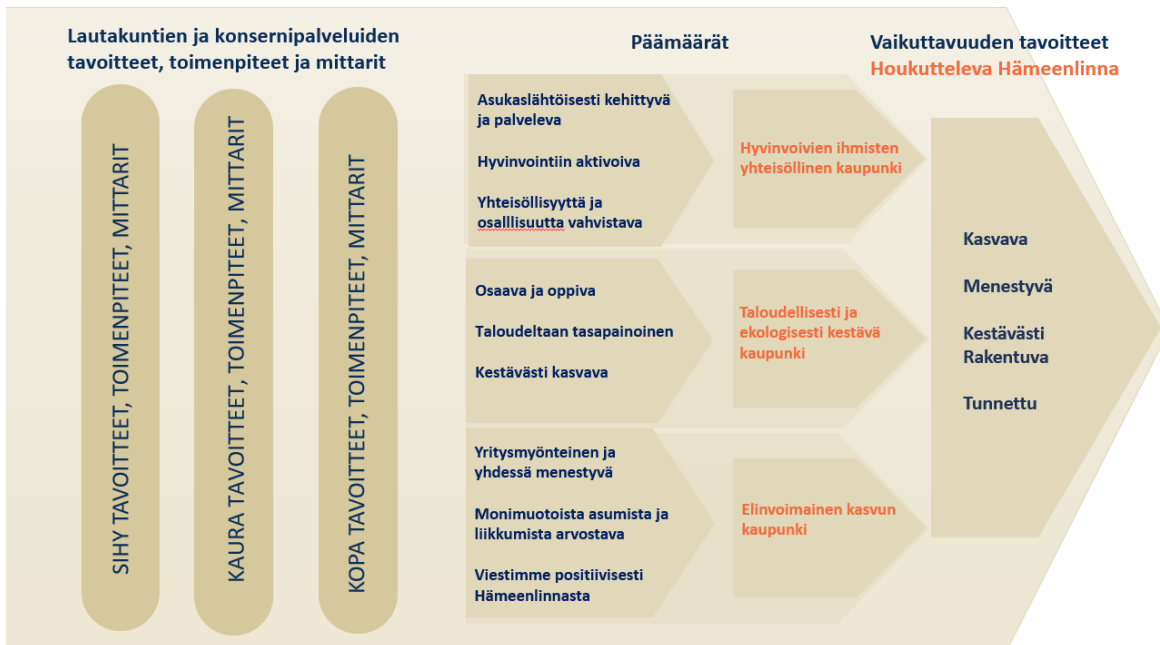 Lautakuntien ja konsernipalveluiden
tavoitteet, toimenpiteet ja mittarit
SIHY TAVOITTEET, TOIMENPITEET, MITTARIT
KAURA TAVOITTEET, TOIMENPITEET, MITTARIT
KOPA TAVOITTEET, TOIMENPITEET, MITTARIT
Päämäärät
Asukaslähtöisesti kehittyvä
ja palveleva
Hyvinvointiin aktivoiva
Yhteisöllisyyttä ja
osalllisuutta vahvistava
Hyvinvoivien ihmisten
yhteisöllinen kaupunki
Osaava ja oppiva
Taloudeltaan tasapainoinen
Kestävästi kasvava
Taloudellisesti ja
ekologisesti kestävä
kaupunki
Yritysmyönteinen ja
yhdessä menestyvä
Monimuotoista asumista ja
liikkumista arvostava
Viestimme positiivisesti
Hämeenlinnasta
Elinvoimainen kasvun
kaupunki
Vaikuttavuuden tavoitteet
Houkutteleva Hämeenlinna
Kasvava
Menestyvä
Kestävästi
Rakentuva
Tunnettu